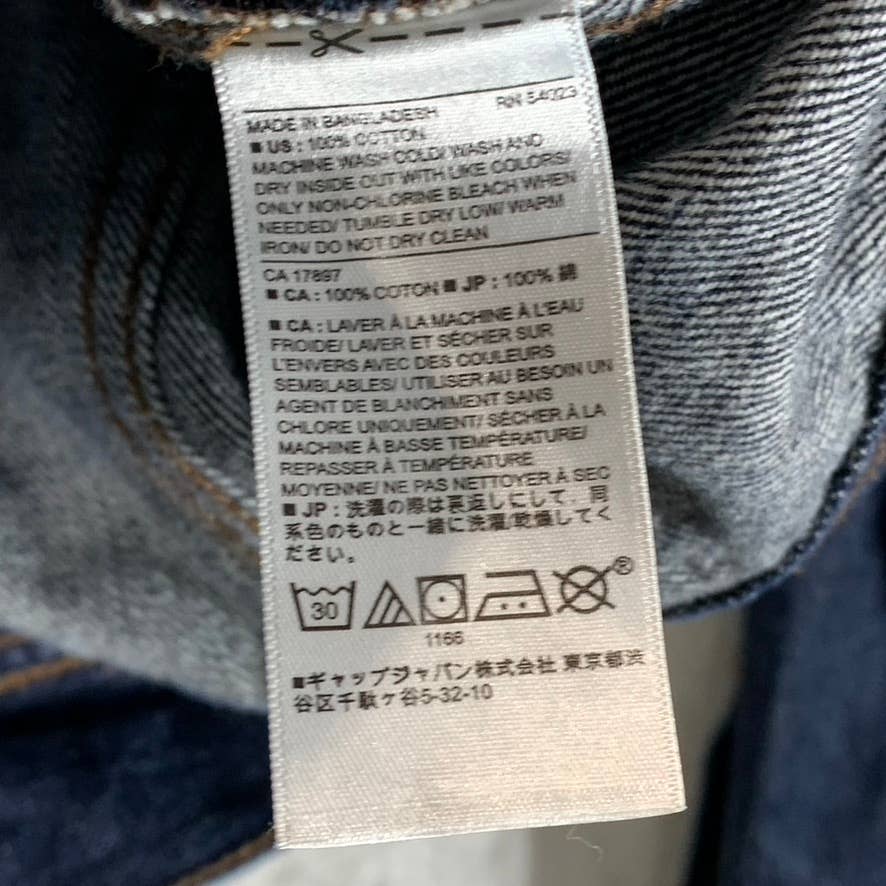 MADE IN BANGLADESH RN 54023
■ US : 100% COTTON
MACHINE WASH COLD/ WASH AND
DRY INSIDE OUT WITH LIKE COLORS/
ONLY NON-CHLORINE BLEACH WHEN
NEEDED/ TUMBLE DRY LOW/ WARM
IRON/ DO NOT DRY CLEAN
CA 17897
■ CA : 100% COTON ■ JP : 100% 綿
■ CA : LAVER À LA MACHINE À L'EAU
FROIDE/ LAVER ET SÉCHER SUR
L'ENVERS AVEC DES COULEURS
SEMBLABLES/ UTILISER AU BESOIN UN
AGENT DE BLANCHIMENT SANS
CHLORE UNIQUEMENT/ SÉCHER À LA
MACHINE À BASSE TEMPÉRATURE/
REPASSER À TEMPÉRATURE
MOYENNE/ NE PAS NETTOYER À SEC
■ JP : 洗濯の際は裏返しにして、同
系色のものと一緒に洗濯/乾燥してく
ださい。
30 ®
1166
■ギャップジャパン株式会社 東京都渋
谷区千駄ヶ谷5-32-10